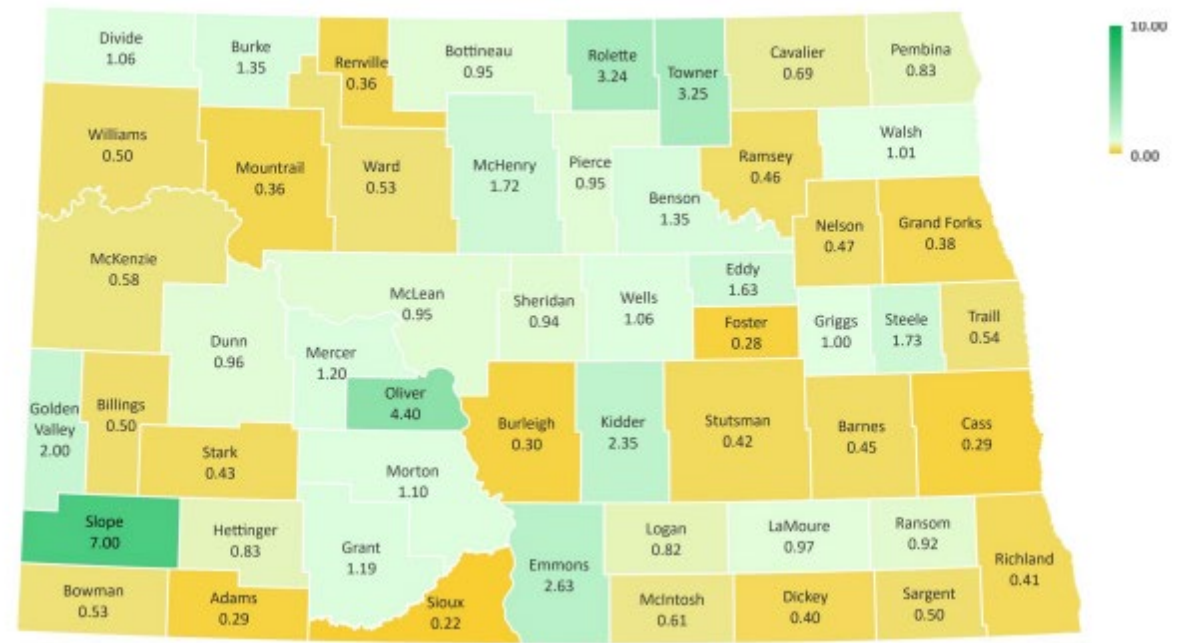 Divide
1.06
Burke
1.35
Renville
0.36
Bottineau
0.95
Rolette
3.24
Towner
3.25
Cavalier
0.69
Pembina
0.83
10.00
0.00
Williams
0.50
Mountrail
0.36
Ward
0.53
McHenry
1.72
Pierce
0.95
Benson
1.35
Ramsey
0.46
Walsh
1.01
Nelson
0.47
Grand Forks
0.38
McKenzie
0.58
Dunn
0.96
McLean
0.95
Sheridan
0.94
Wells
1.06
Eddy
1.63
Foster
0.28
Griggs
1.00
Steele
1.73
Traill
0.54
Mercer
1.20
Oliver
4.40
Golden
Valley
2.00
Billings
0.50
Stark
0.43
Burleigh
0.30
Kidder
2.35
Stutsman
0.42
Barnes
0.45
Cass
0.29
Morton
1.10
Slope
7.00
Hettinger
0.83
Grant
1.19
Emmons
2.63
Logan
0.82
LaMoure
0.97
Ransom
0.92
Richland
0.41
Bowman
0.53
Adams
0.29
Sioux
0.22
McIntosh
0.61
Dickey
0.40
Sargent
0.50